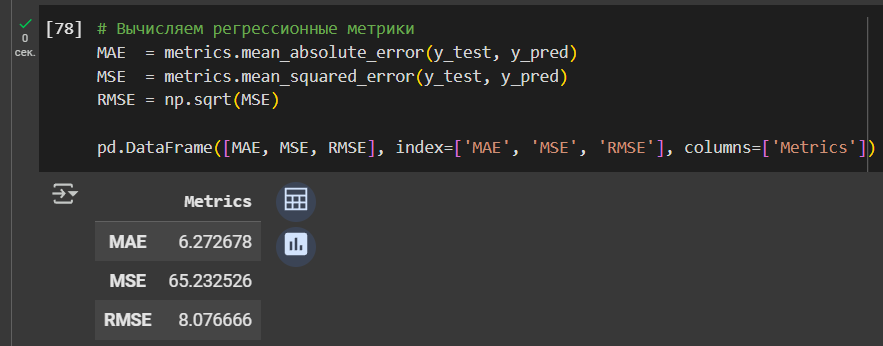 [78] # Вычисляем регрессионные метрики
0
сек.
MAE  = metrics.mean_absolute_error(y_test, y_pred)
MSE  = metrics.mean_squared_error(y_test, y_pred)
RMSE = np.sqrt(MSE)
pd.DataFrame([MAE, MSE, RMSE], index=['MAE', 'MSE', 'RMSE'], columns=['Metrics'])
Metrics
MAE 6.272678
MSE 65.232526
RMSE 8.076666